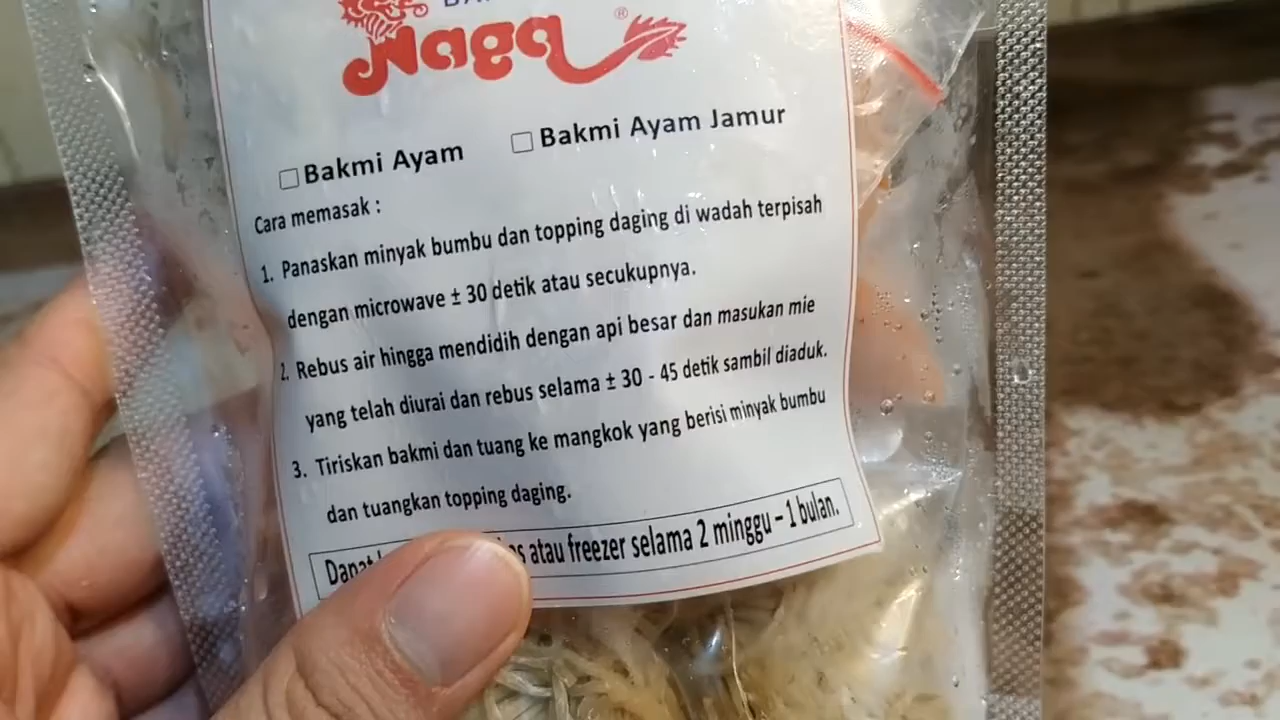 Naga ®
Bakmi Ayam
Bakmi Ayam Jamur
Cara memasak :
1. Panaskan minyak bumbu dan topping daging di wadah terpisah
dengan microwave ± 30 detik atau secukupnya.
2. Rebus air hingga mendidih dengan api besar dan masukan mie
yang telah diurai dan rebus selama ± 30 - 45 detik sambil diaduk.
3. Tiriskan bakmi dan tuang ke mangkok yang berisi minyak bumbu
dan tuangkan topping daging.
atau freezer selama 2 minggu – 1 bulan.